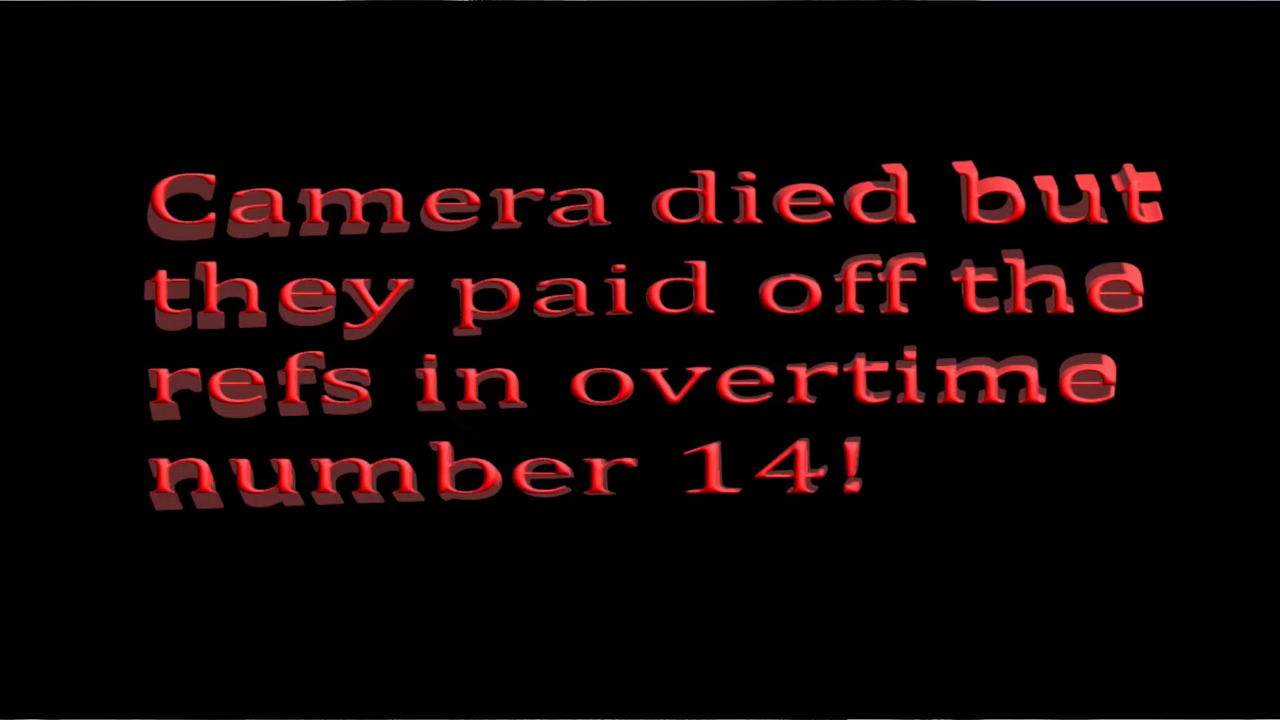 Camera died but
they paid off the
refs in overtime
number 14!